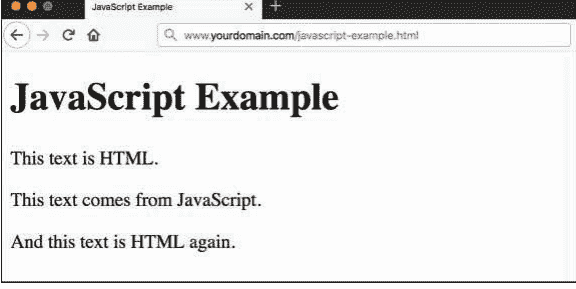 JavaScript Example
www.yourdomain.com/javascript-example.html
JavaScript Example
This text is HTML.
This text comes from JavaScript.
And this text is HTML again.